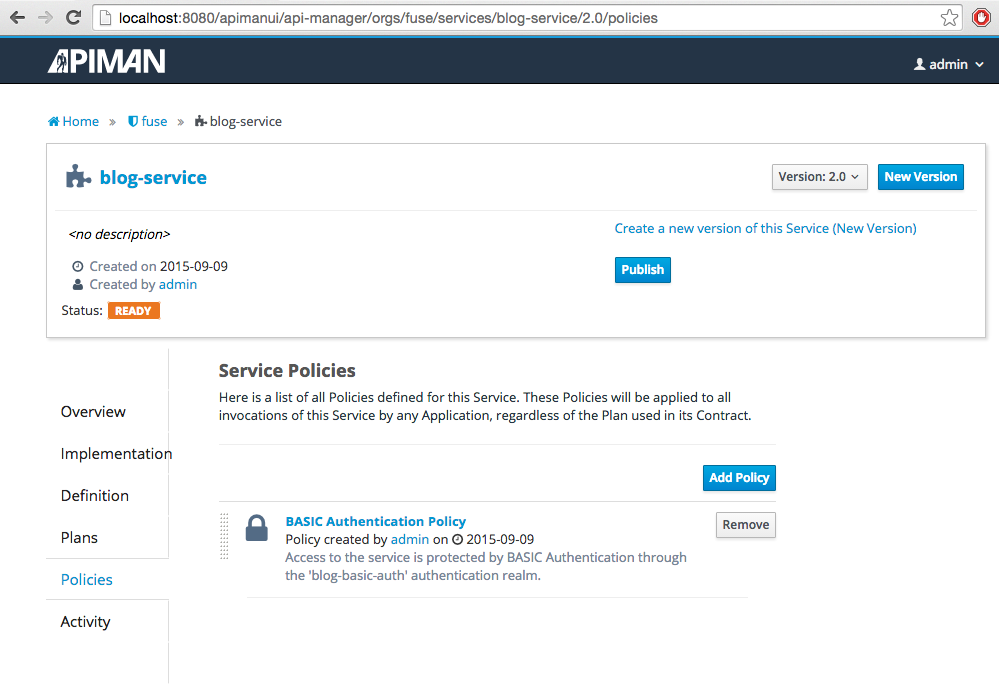 localhost:8080/apimanui/api-manager/orgs/fuse/services/blog-service/2.0/policies
APIMAN
admin
Home » fuse » blog-service
blog-service
Version: 2.0
New Version
<no description>
Create a new version of this Service (New Version)
Created on 2015-09-09
Publish
Created by admin
Status: READY
Service Policies
Here is a list of all Policies defined for this Service. These Policies will be applied to all
invocations of this Service by any Application, regardless of the Plan used in its Contract.
Overview
Implementation
Definition
Plans
Policies
Activity
Add Policy
BASIC Authentication Policy
Remove
Policy created by admin on 2015-09-09
Access to the service is protected by BASIC Authentication through
the 'blog-basic-auth' authentication realm.